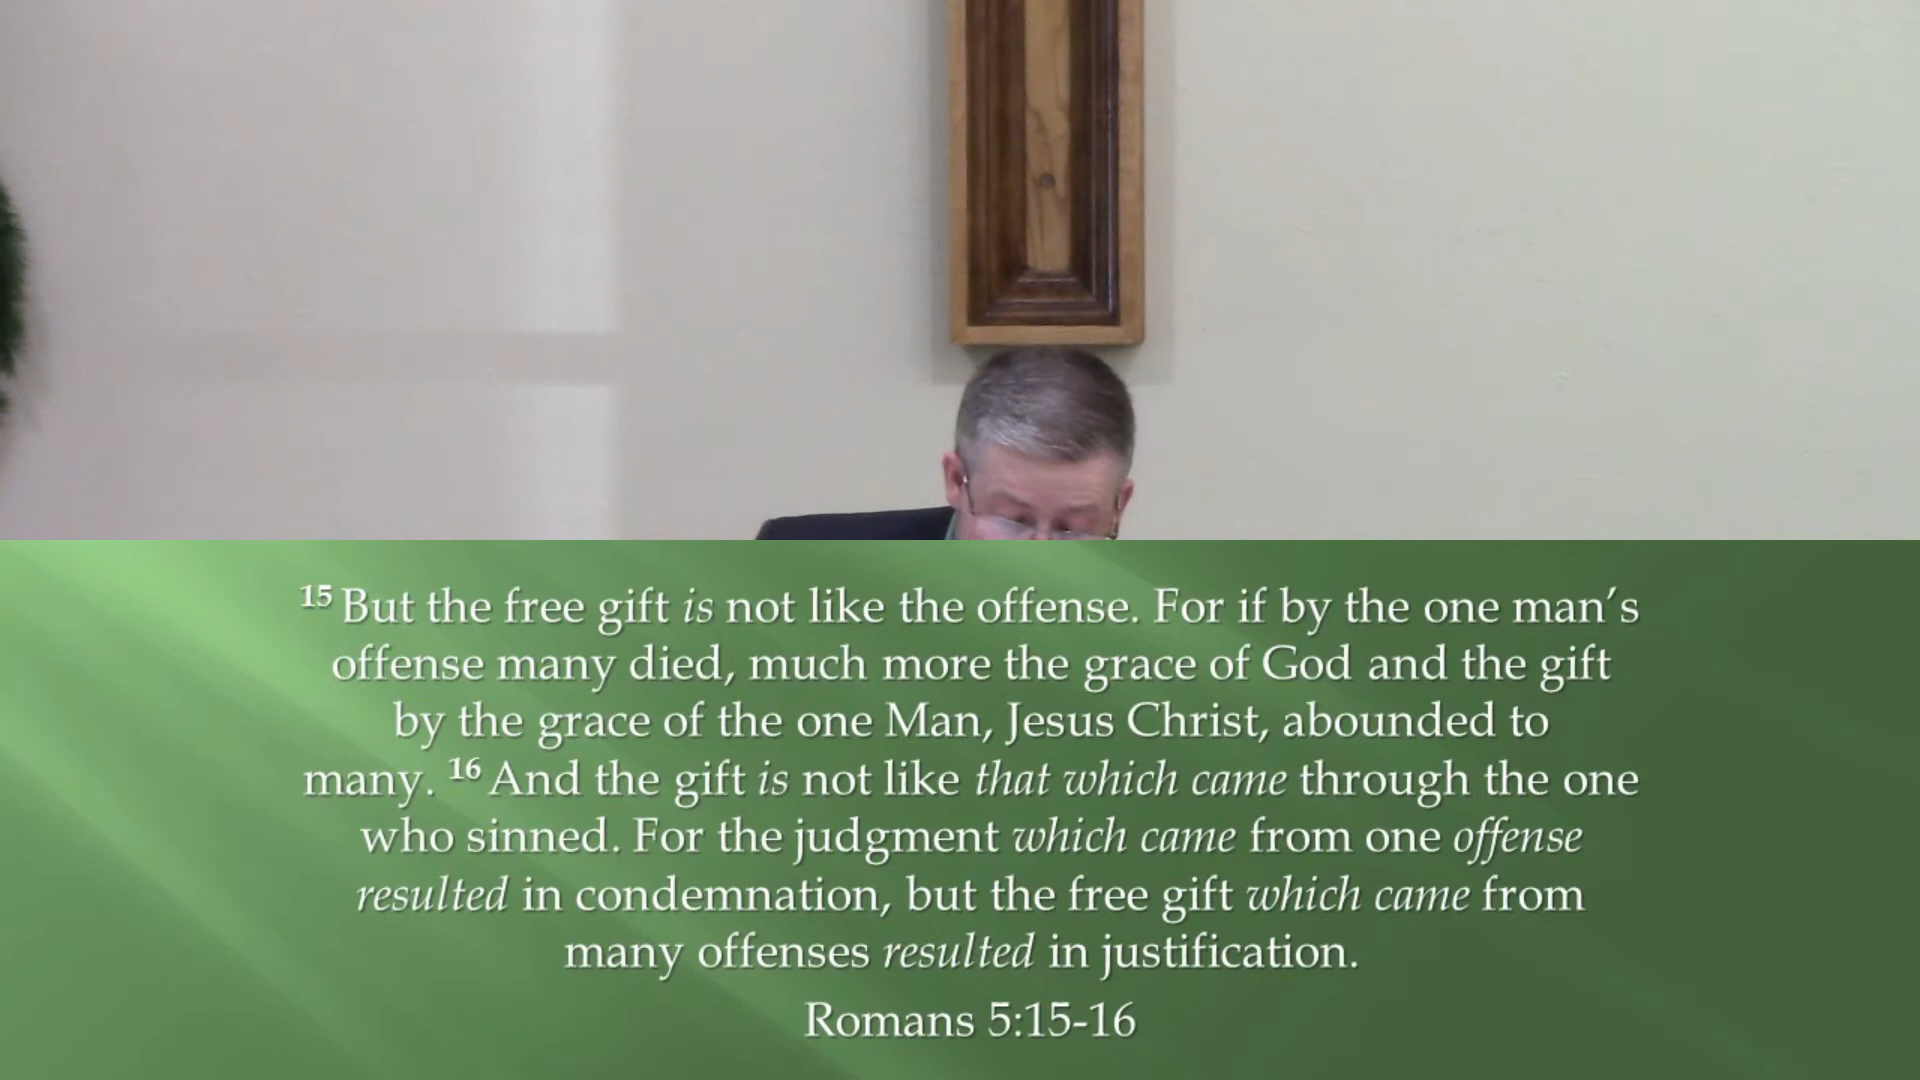 15 But the free gift is not like the offense. For if by the one man’s
offense many died, much more the grace of God and the gift
by the grace of the one Man, Jesus Christ, abounded to
many. 16 And the gift is not like that which came through the one
who sinned. For the judgment which came from one offense
resulted in condemnation, but the free gift which came from
many offenses resulted in justification.
Romans 5:15-16